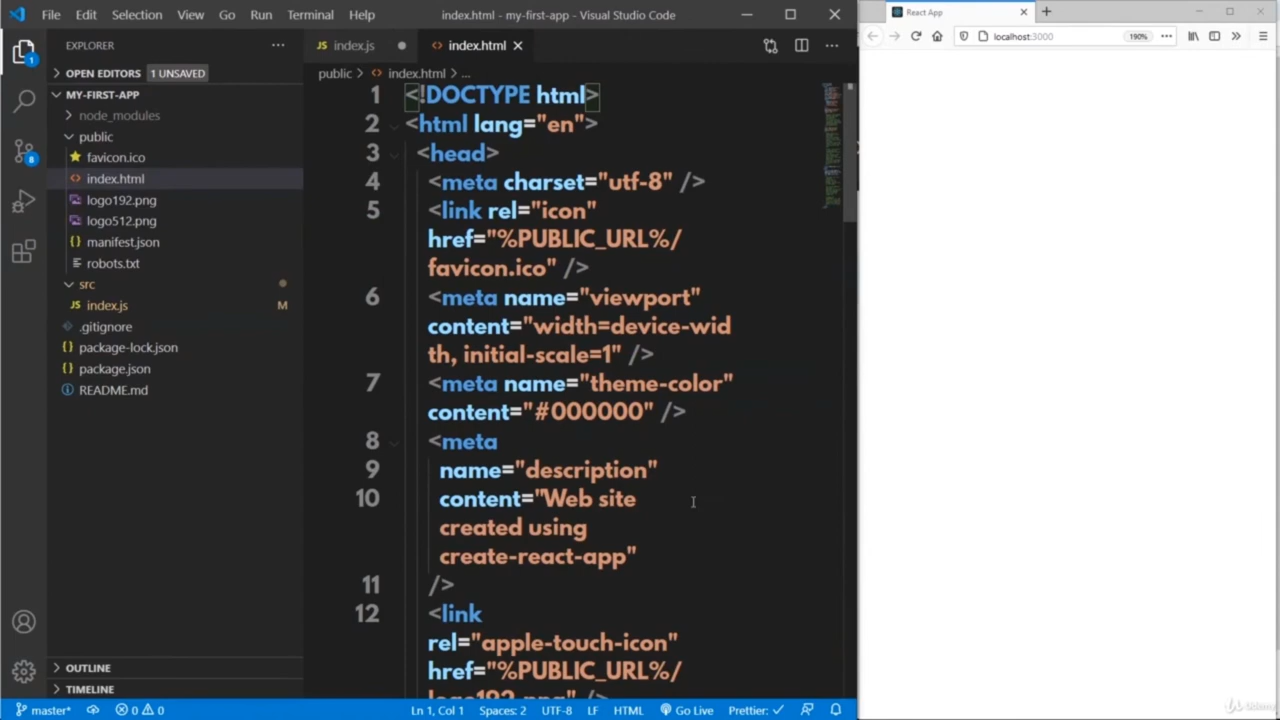 File Edit Selection View Go Run Terminal Help index.html - my-first-app - Visual Studio Code
React App
EXPLORER
index.js
index.html
localhost:3000 190%
OPEN EDITORS 1 UNSAVED
public > index.html > ...
MY-FIRST-APP
node_modules
public
favicon.ico
index.html
logo192.png
logo512.png
manifest.json
robots.txt
src
index.js M
.gitignore
package-lock.json
package.json
README.md
OUTLINE
TIMELINE
1
8
1 <!DOCTYPE html>
2 <html lang="en">
3 <head>
4 <meta charset="utf-8" />
5 <link rel="icon"
href="%PUBLIC_URL%/
favicon.ico" />
6 <meta name="viewport"
content="width=device-wid
th, initial-scale=1" />
7 <meta name="theme-color"
content="#000000" />
8 <meta
9 name="description"
10 content="Web site
created using
create-react-app"
11 />
12 <link
rel="apple-touch-icon"
href="%PUBLIC_URL%/
logo192.png" />
master* 0 0 Ln 1, Col 1 Spaces: 2 UTF-8 LF HTML Go Live Prettier: ✓
Udemy